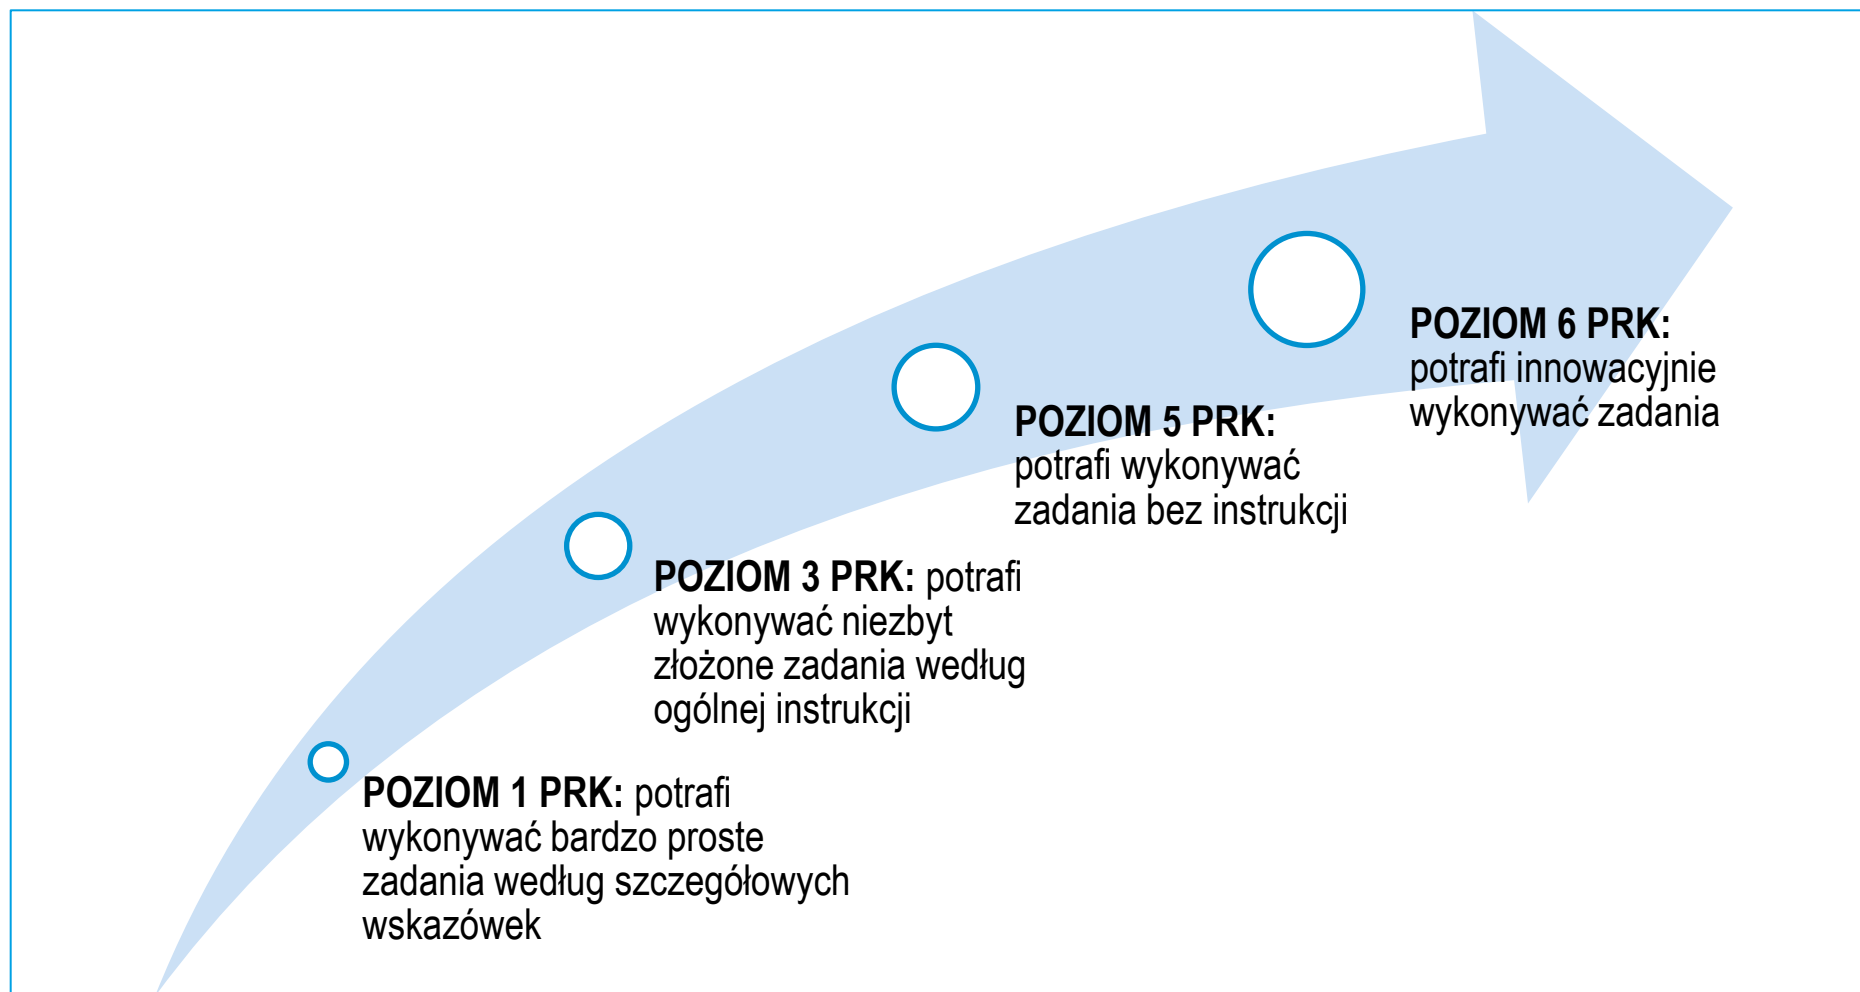 POZIOM 6 PRK:
potrafi innowacyjnie
wykonywać zadania
POZIOM 5 PRK:
potrafi wykonywać
zadania bez instrukcji
POZIOM 3 PRK: potrafi
wykonywać niezbyt
złożone zadania według
ogólnej instrukcji
POZIOM 1 PRK: potrafi
wykonywać bardzo proste
zadania według szczegółowych
wskazówek